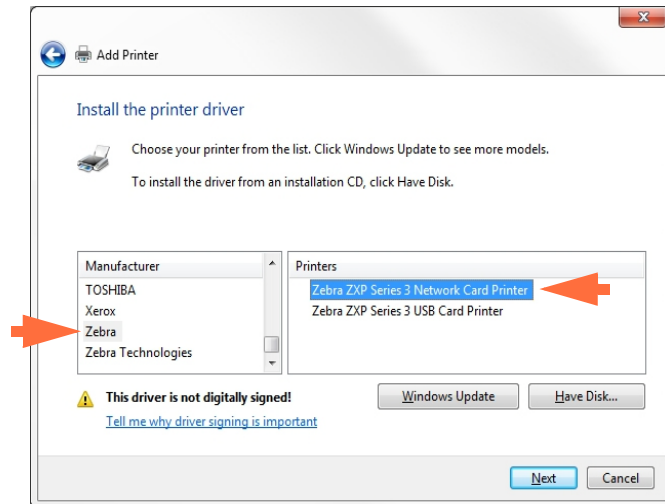 Add Printer
Install the printer driver
Choose your printer from the list. Click Windows Update to see more models.
To install the driver from an installation CD, click Have Disk.
Manufacturer
TOSHIBA
Xerox
Zebra
Zebra Technologies
Printers
Zebra ZXP Series 3 Network Card Printer
Zebra ZXP Series 3 USB Card Printer
This driver is not digitally signed!
Tell me why driver signing is important
Windows Update
Have Disk...
Next
Cancel